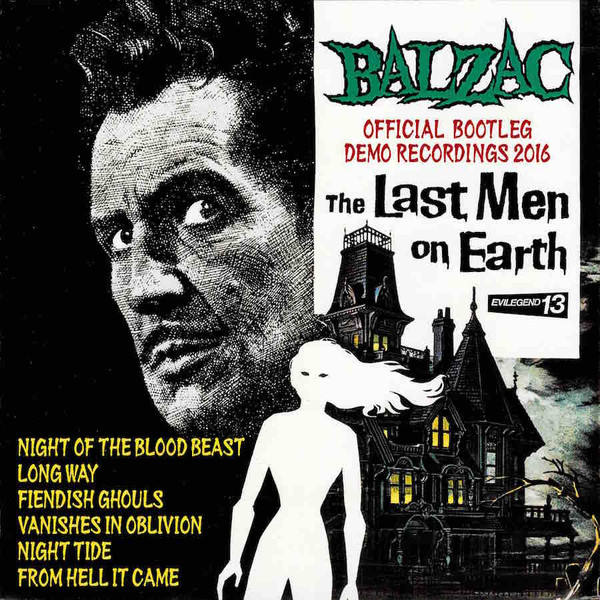 BALZAC
OFFICIAL BOOTLEG
DEMO RECORDINGS 2016
The Last Men
on Earth
EVILEGEND 13
NIGHT OF THE BLOOD BEAST
LONG WAY
FIENDISH GHOULS
VANISHES IN OBLIVION
NIGHT TIDE
FROM HELL IT CAME